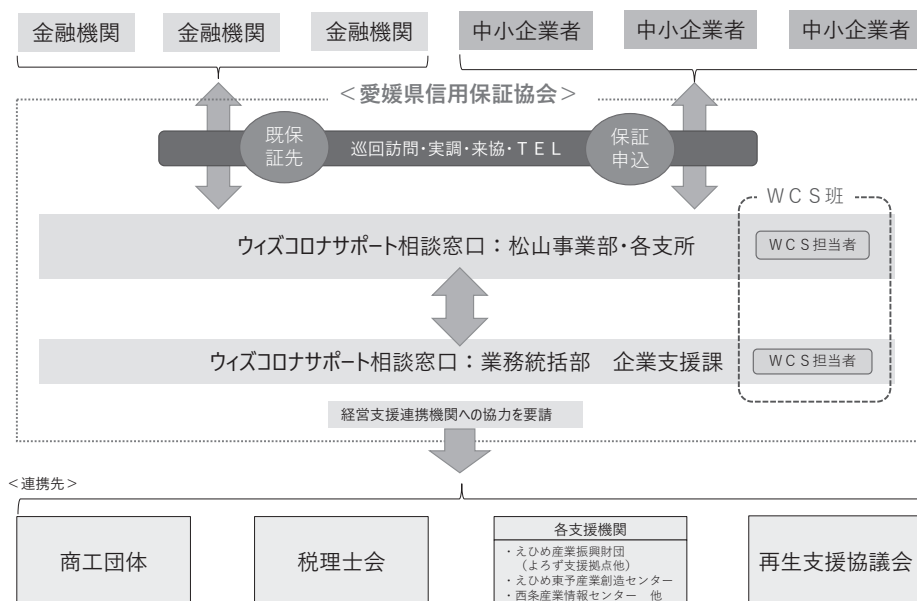 金融機関
金融機関
金融機関
中小企業者
中小企業者
中小企業者
＜愛媛県信用保証協会＞
既保
証先
巡回訪問・実調・来協・ＴＥＬ
保証
申込
ＷＣＳ班
ウィズコロナサポート相談窓口：松山事業部・各支所
ＷＣＳ担当者
ウィズコロナサポート相談窓口：業務統括部　企業支援課
ＷＣＳ担当者
経営支援連携機関への協力を要請
＜連携先＞
商工団体
税理士会
各支援機関
・えひめ産業振興財団
（よろず支援拠点他）
・えひめ東予産業創造センター
・西条産業情報センター　他
再生支援協議会